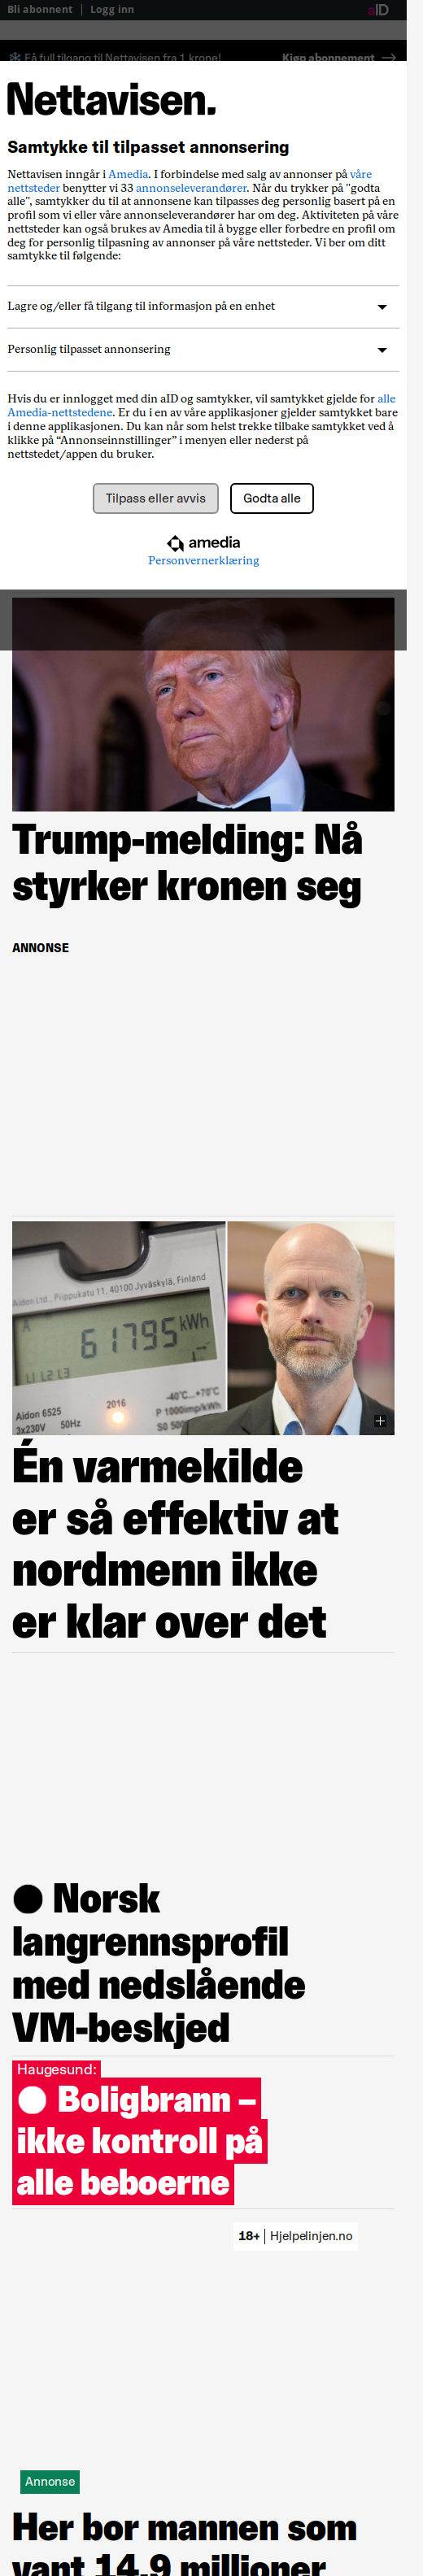 Bli abonnent | Logg inn
aID
Få full tilgang til Nettavisen fra 1 krone!
Kjøp abonnement →
Nettavisen.
Samtykke til tilpasset annonsering
Nettavisen inngår i Amedia. I forbindelse med salg av annonser på våre
nettsteder benytter vi 33 annonseleverandører. Når du trykker på "godta
alle", samtykker du til at annonsene kan tilpasses deg personlig basert på en
profil som vi eller våre annonseleverandører har om deg. Aktiviteten på våre
nettsteder kan også brukes av Amedia til å bygge eller forbedre en profil om
deg for personlig tilpasning av annonser på våre nettsteder. Vi ber om ditt
samtykke til følgende:
Lagre og/eller få tilgang til informasjon på en enhet
Personlig tilpasset annonsering
Hvis du er innlogget med din aID og samtykker, vil samtykket gjelde for alle
Amedia-nettstedene. Er du i en av våre applikasjoner gjelder samtykket bare
i denne applikasjonen. Du kan når som helst trekke tilbake samtykket ved å
klikke på “Annonseinnstillinger” i menyen eller nederst på
nettstedet/appen du bruker.
Tilpass eller avvis
Godta alle
amedia
Personvernerklæring
Trump-melding: Nå
styrker kronen seg
ANNONSE
Aidon Ltd., Piippukatu 11, 40100 Jyväskylä, Finland
A
61795 kWh
L1 L2 L3
Aidon 6525
3x230V 50Hz
2016
-40°C...+70°C
P 1000imp/kWh
S0 500
Én varmekilde
er så effektiv at
nordmenn ikke
er klar over det
Norsk
langrennsprofil
med nedslående
VM-beskjed
Haugesund:
Boligbrann –
ikke kontroll på
alle beboerne
18+ | Hjelpelinjen.no
Annonse
Her bor mannen som
vant 14,9 millioner